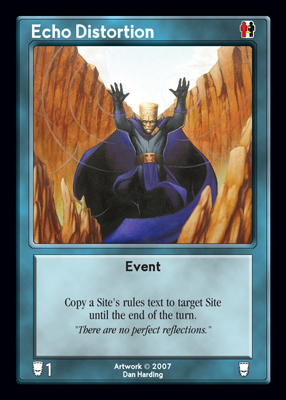 Echo Distortion
Event
Copy a Site's rules text to target Site
until the end of the turn.
"There are no perfect reflections."
1
Artwork © 2007
Dan Harding